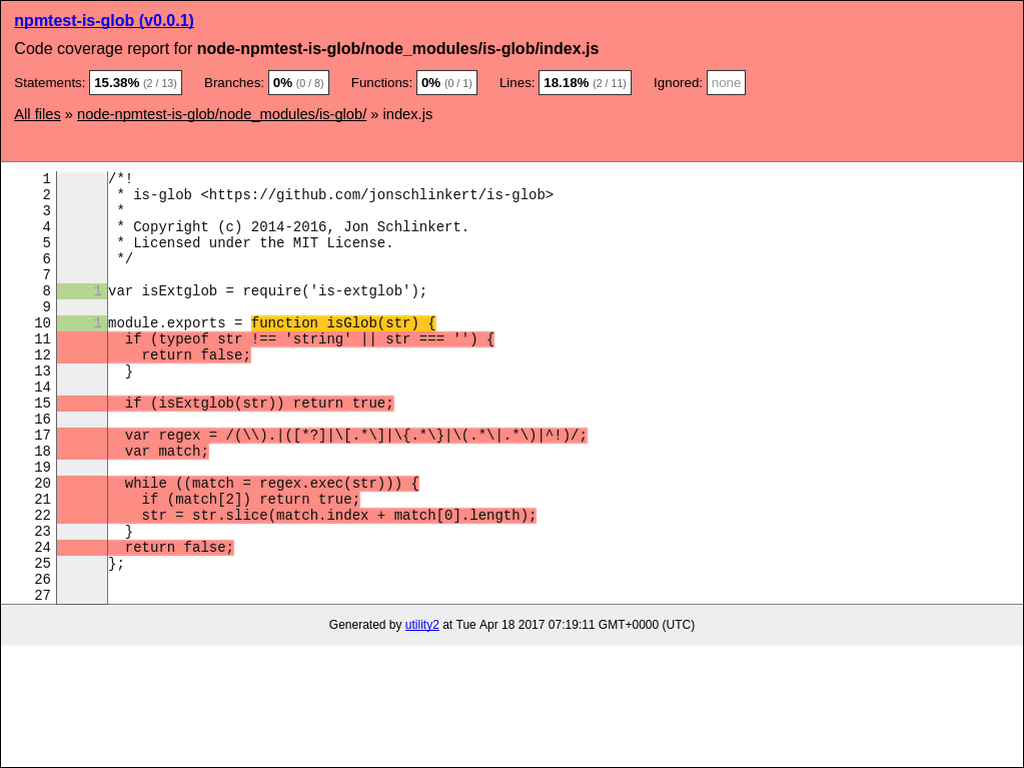 npmtest-is-glob (v0.0.1)
Code coverage report for node-npmtest-is-glob/node_modules/is-glob/index.js
Statements: 15.38% (2 / 13) Branches: 0% (0 / 8) Functions: 0% (0 / 1) Lines: 18.18% (2 / 11) Ignored: none
All files » node-npmtest-is-glob/node_modules/is-glob/ » index.js
1 /*!
2  * is-glob <https://github.com/jonschlinkert/is-glob>
3  *
4  * Copyright (c) 2014-2016, Jon Schlinkert.
5  * Licensed under the MIT License.
6  */
7
8 1 var isExtglob = require('is-extglob');
9
10 1 module.exports = function isGlob(str) {
11   if (typeof str !== 'string' || str === '') {
12     return false;
13   }
14
15   if (isExtglob(str)) return true;
16
17   var regex = /(\\).|([*?]|\[.*\]|\{.*\}|\(.*\|.*\)|^!)/;
18   var match;
19
20   while ((match = regex.exec(str))) {
21     if (match[2]) return true;
22     str = str.slice(match.index + match[0].length);
23   }
24   return false;
25 };
26
27
Generated by utility2 at Tue Apr 18 2017 07:19:11 GMT+0000 (UTC)